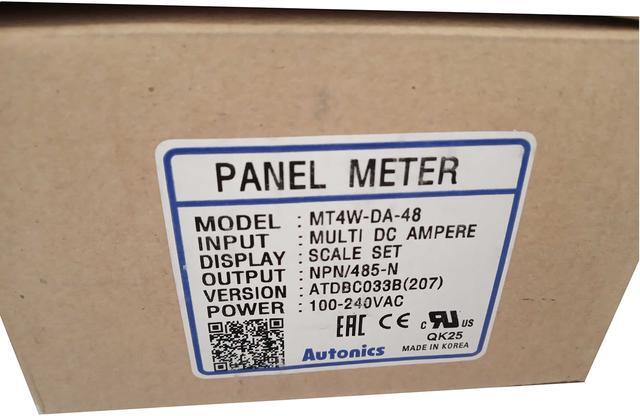 PANEL METER
MODEL : MT4W-DA-48
INPUT : MULTI DC AMPERE
DISPLAY : SCALE SET
OUTPUT : NPN/485-N
VERSION : ATDBC033B(207)
POWER : 100-240VAC
EAC CE c RU US
QK25
Autonics MADE IN KOREA